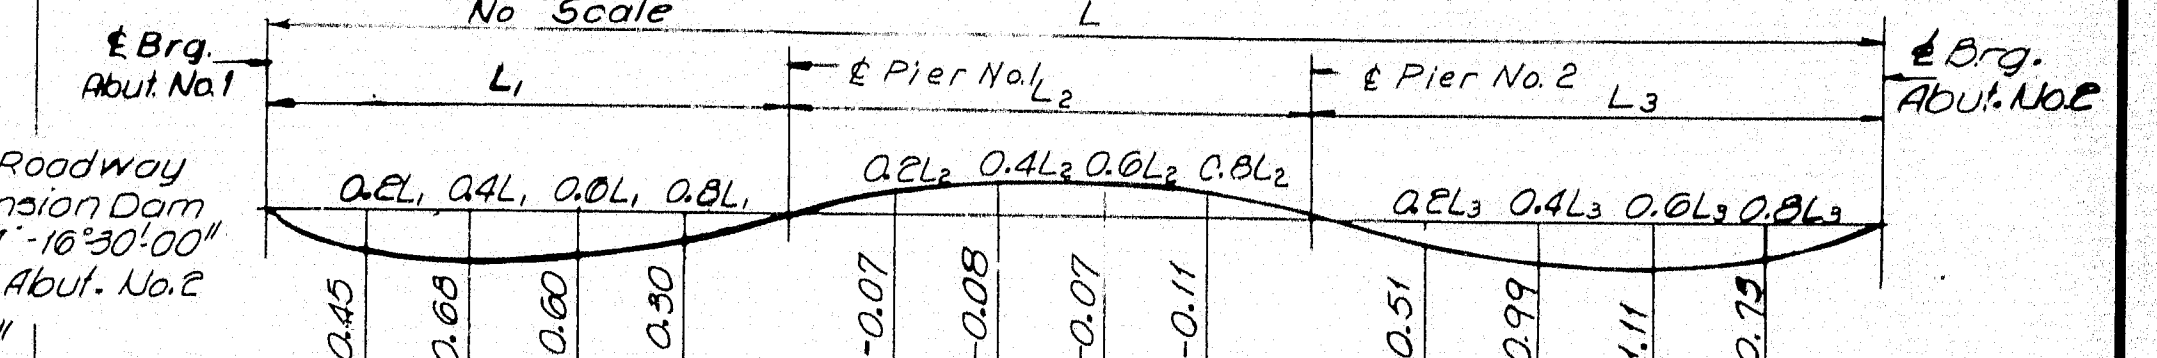 No Scale L
℄ Brg.
Abut. No.1
L1
℄ Pier No.1
L2
℄ Pier No. 2
L3
℄ Brg.
Abut. No.2
Roadway
nsion Dam
-16°30'-00"
Abut. No.2
"
0.2L1 0.4L1 0.6L1 0.8L1
0.2L2 0.4L2 0.6L2 0.8L2
0.2L3 0.4L3 0.6L3 0.8L3
0.45
0.68
0.60
0.30
-0.07
-0.08
-0.07
-0.11
0.51
0.99
1.11